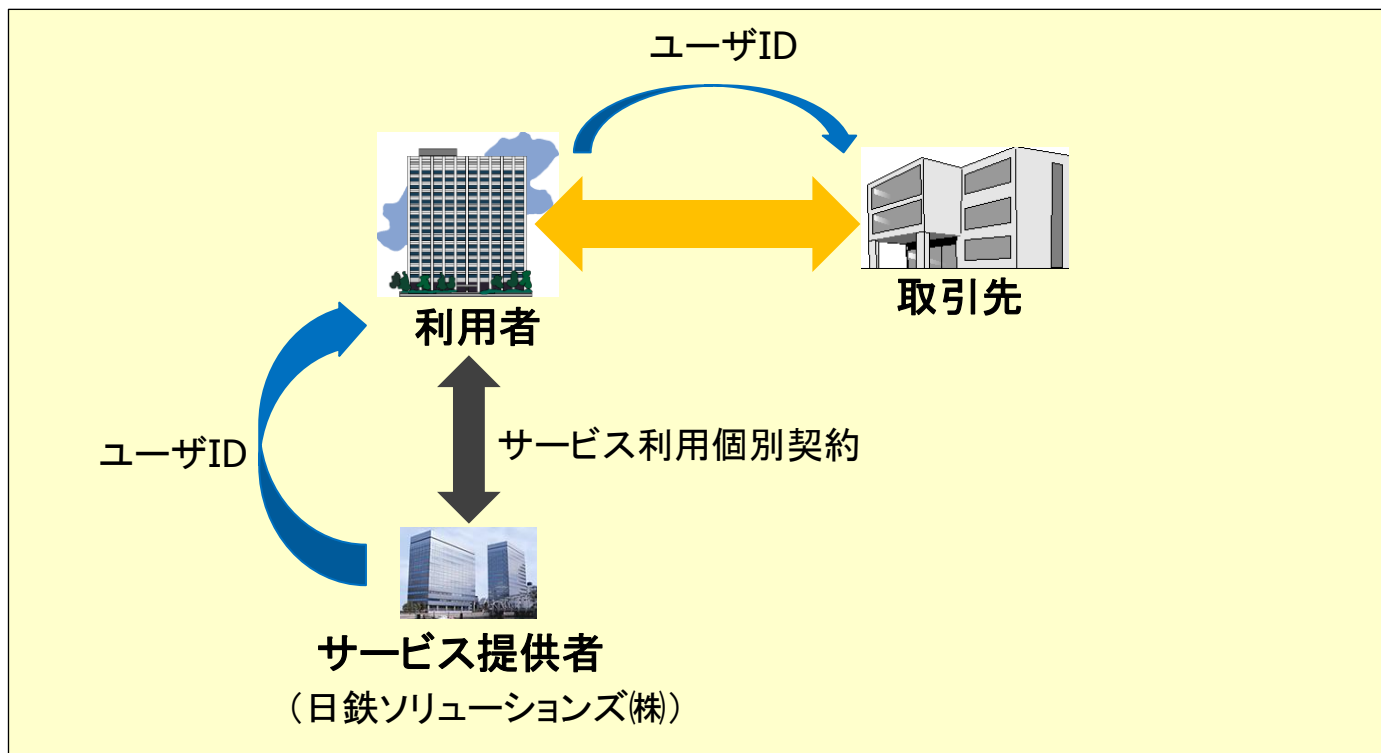 ユーザID
利用者
取引先
ユーザID
サービス利用個別契約
サービス提供者
（日鉄ソリューションズ㈱）